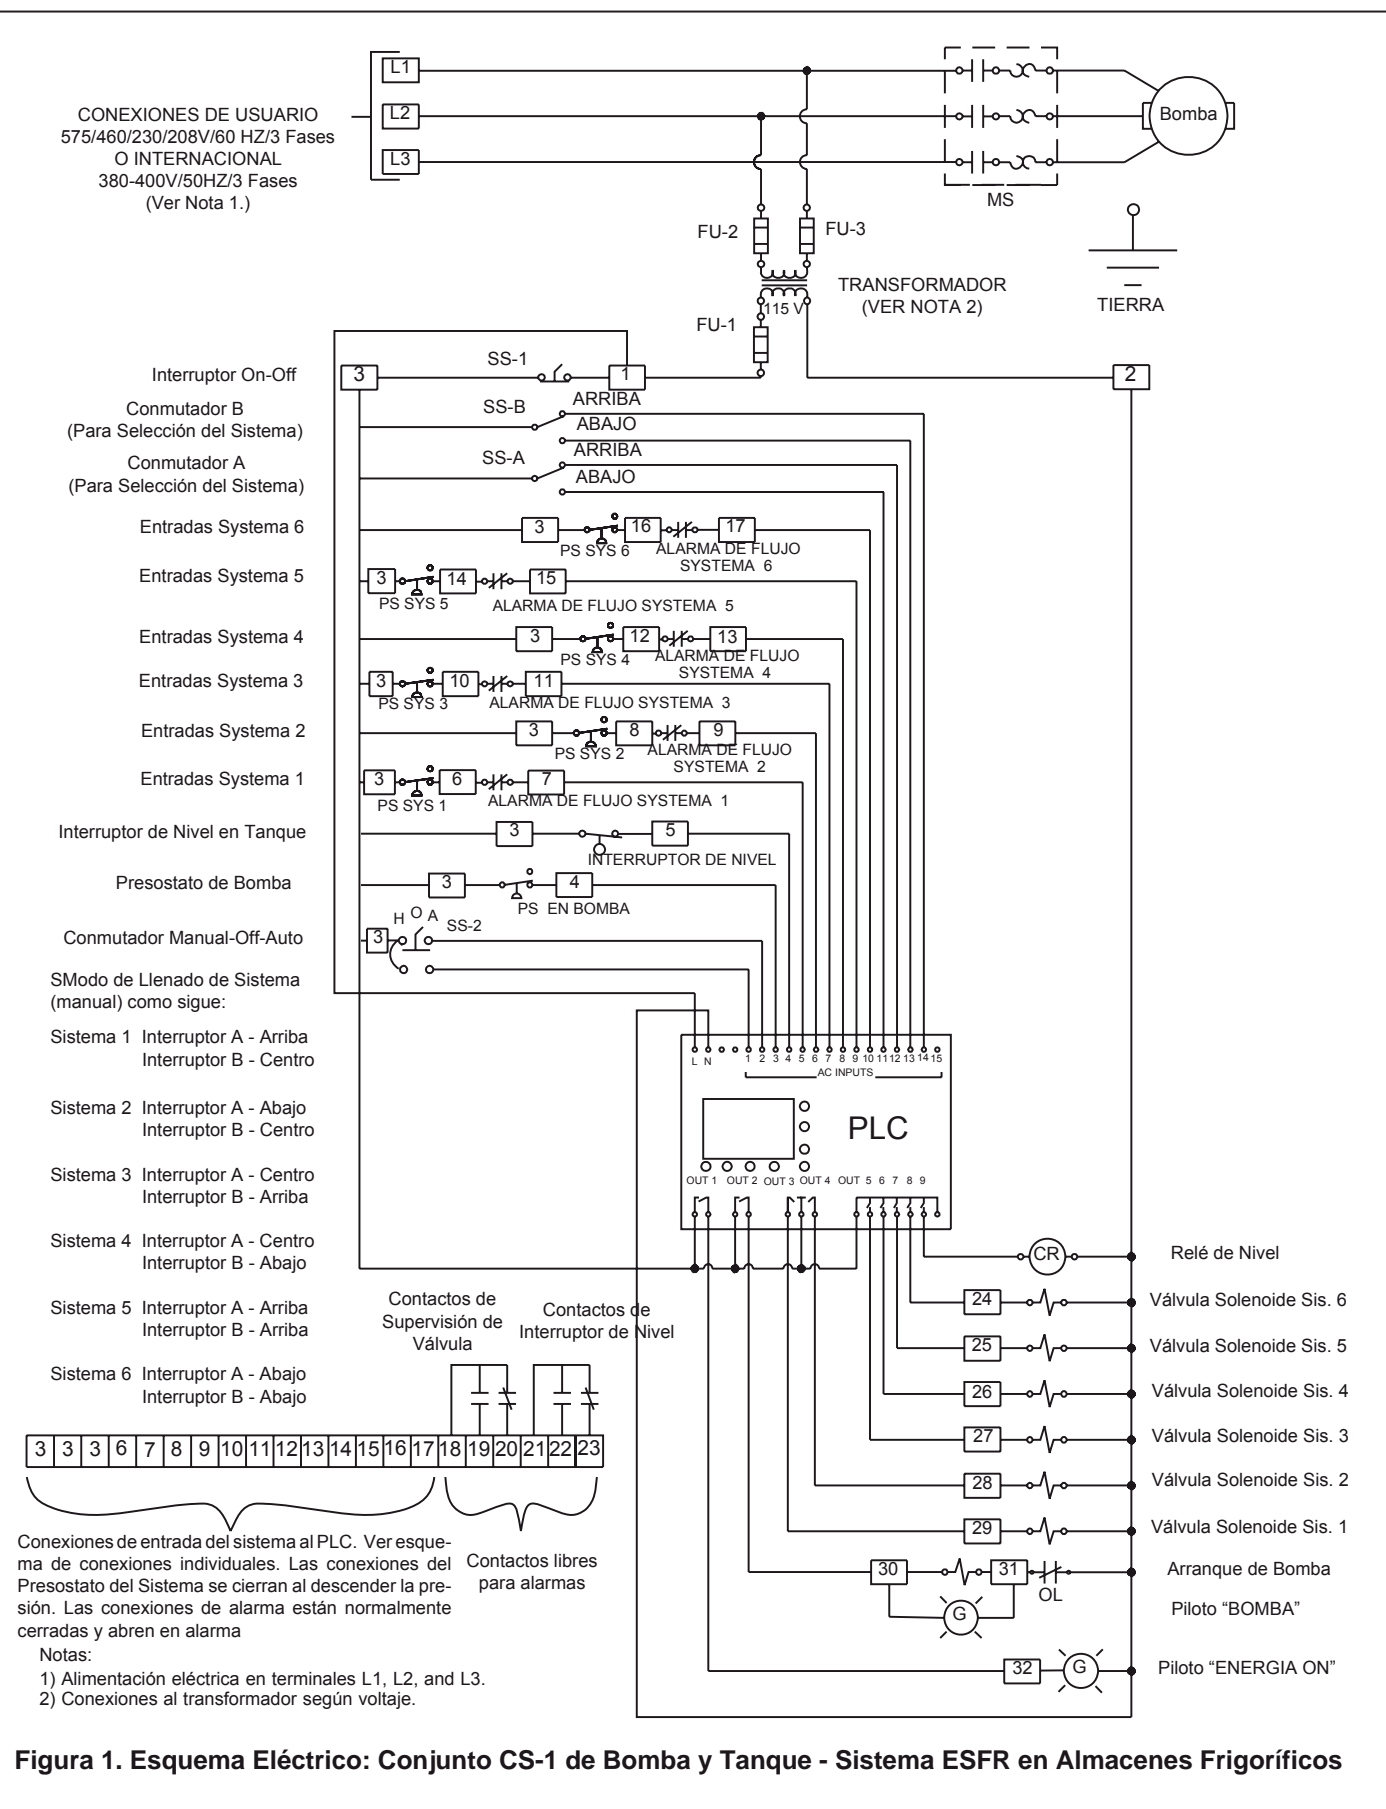 L1
CONEXIONES DE USUARIO
575/460/230/208V/60 HZ/3 Fases
O INTERNACIONAL
380-400V/50HZ/3 Fases
(Ver Nota 1.)
L2
L3
Bomba
MS
FU-2
FU-3
TIERRA
TRANSFORMADOR
(VER NOTA 2)
115 V
FU-1
Interruptor On-Off
3
SS-1
1
2
Conmutador B
(Para Selección del Sistema)
SS-B
ARRIBA
ABAJO
Conmutador A
(Para Selección del Sistema)
SS-A
ARRIBA
ABAJO
Entradas Systema 6
3
16
17
PS SYS 6
ALARMA DE FLUJO
SYSTEMA 6
Entradas Systema 5
3
14
15
PS SYS 5
ALARMA DE FLUJO SYSTEMA 5
Entradas Systema 4
3
12
13
PS SYS 4
ALARMA DE FLUJO
SYSTEMA 4
Entradas Systema 3
3
10
11
PS SYS 3
ALARMA DE FLUJO SYSTEMA 3
Entradas Systema 2
3
8
9
PS SYS 2
ALARMA DE FLUJO
SYSTEMA 2
Entradas Systema 1
3
6
7
PS SYS 1
ALARMA DE FLUJO SYSTEMA 1
Interruptor de Nivel en Tanque
3
5
INTERRUPTOR DE NIVEL
Presostato de Bomba
3
4
PS EN BOMBA
Conmutador Manual-Off-Auto
3
H O A
SS-2
SModo de Llenado de Sistema
(manual) como sigue:
Sistema 1 Interruptor A - Arriba
Interruptor B - Centro
Sistema 2 Interruptor A - Abajo
Interruptor B - Centro
Sistema 3 Interruptor A - Centro
Interruptor B - Arriba
Sistema 4 Interruptor A - Centro
Interruptor B - Abajo
Sistema 5 Interruptor A - Arriba
Interruptor B - Arriba
Sistema 6 Interruptor A - Abajo
Interruptor B - Abajo
L N 1 2 3 4 5 6 7 8 9 10 11 12 13 14 15
AC INPUTS
PLC
OUT 1 OUT 2 OUT 3 OUT 4 OUT 5 6 7 8 9
CR
Relé de Nivel
24
Válvula Solenoide Sis. 6
25
Válvula Solenoide Sis. 5
26
Válvula Solenoide Sis. 4
27
Válvula Solenoide Sis. 3
28
Válvula Solenoide Sis. 2
29
Válvula Solenoide Sis. 1
30
31
OL
Arranque de Bomba
G
Piloto “BOMBA”
32
G
Piloto “ENERGIA ON”
Contactos de
Supervisión de
Válvula
Contactos de
Interruptor de Nivel
3 3 3 6 7 8 9 10 11 12 13 14 15 16 17 18 19 20 21 22 23
Conexiones de entrada del sistema al PLC. Ver esque-
ma de conexiones individuales. Las conexiones del
Presostato del Sistema se cierran al descender la pre-
sión. Las conexiones de alarma están normalmente
cerradas y abren en alarma
Contactos libres
para alarmas
Notas:
1) Alimentación eléctrica en terminales L1, L2, and L3.
2) Conexiones al transformador según voltaje.
Figura 1. Esquema Eléctrico: Conjunto CS-1 de Bomba y Tanque - Sistema ESFR en Almacenes Frigoríficos